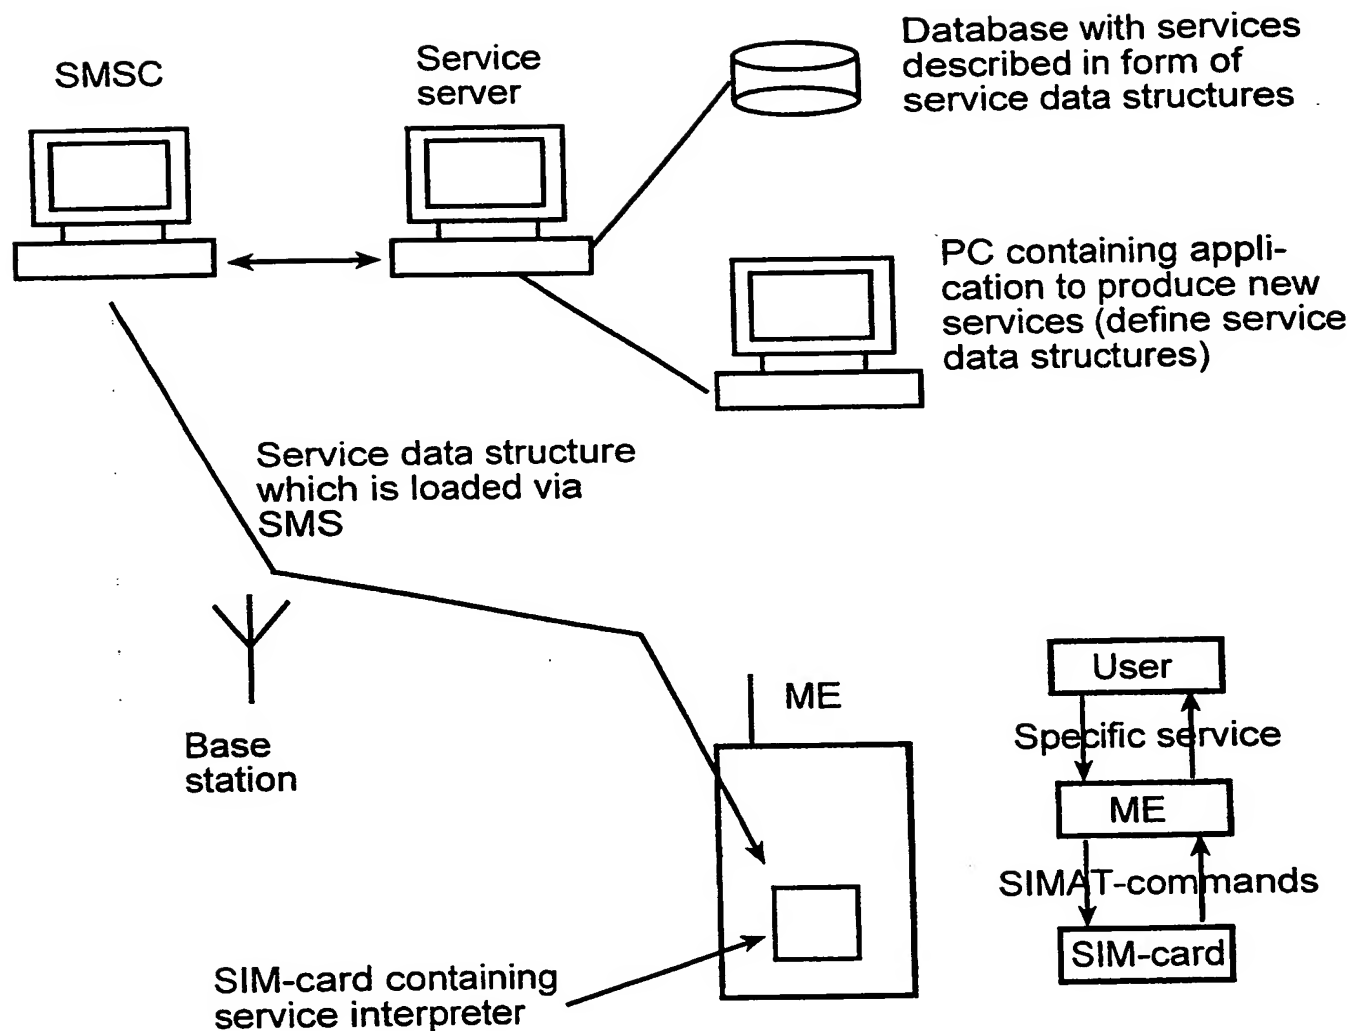 SMSC
Service
server
Database with services
described in form of
service data structures
PC containing appli-
cation to produce new
services (define service
data structures)
Service data structure
which is loaded via
SMS
Base
station
ME
User
Specific service
ME
SIMAT-commands
SIM-card
SIM-card containing
service interpreter